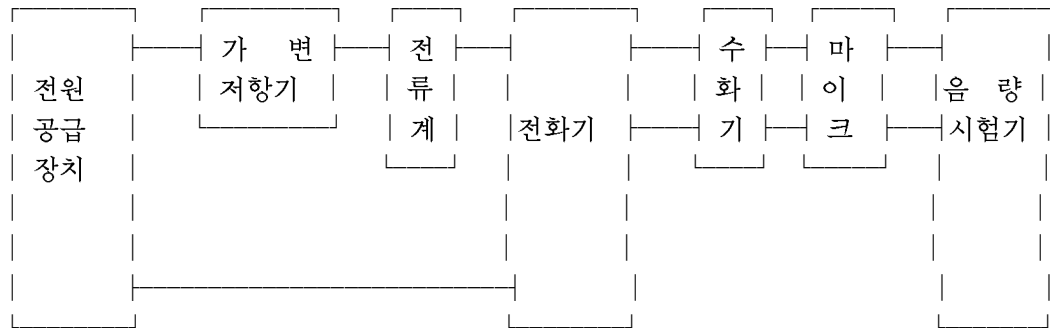 가 변 전 수 마
전원 저항기 류 화 이 음 량
공급 계 전화기 기 크 시험기
장치